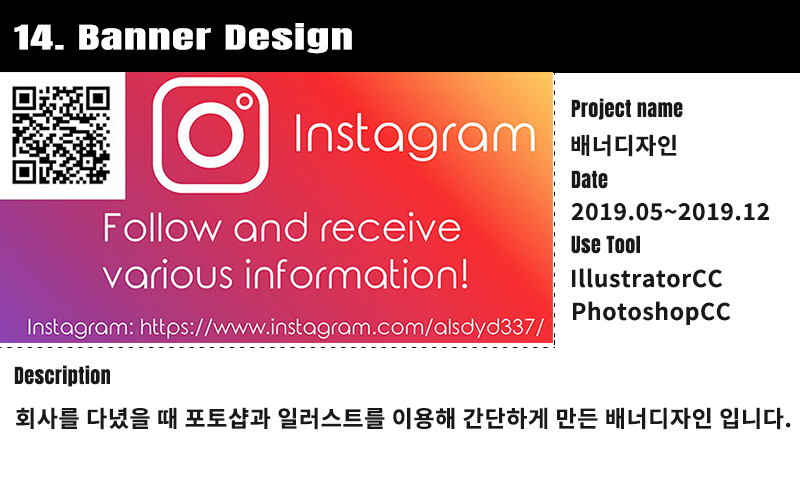 14. Banner Design
Instagram
Follow and receive
various information!
Instagram: https://www.instagram.com/alsdyd337/
Project name
배너디자인
Date
2019.05~2019.12
Use Tool
IllustratorCC
PhotoshopCC
Description
회사를 다녔을 때 포토샵과 일러스트를 이용해 간단하게 만든 배너디자인 입니다.